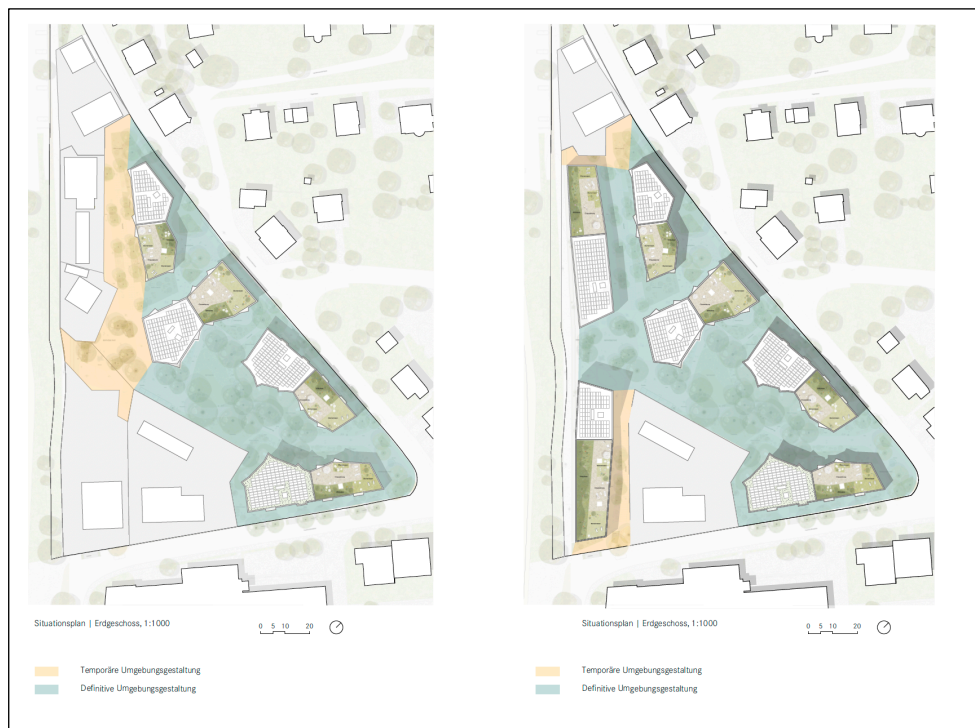 Situationsplan | Erdgeschoss, 1:1000
0 5 10 20
Temporäre Umgebungsgestaltung
Definitive Umgebungsgestaltung
Situationsplan | Erdgeschoss, 1:1000
0 5 10 20
Temporäre Umgebungsgestaltung
Definitive Umgebungsgestaltung